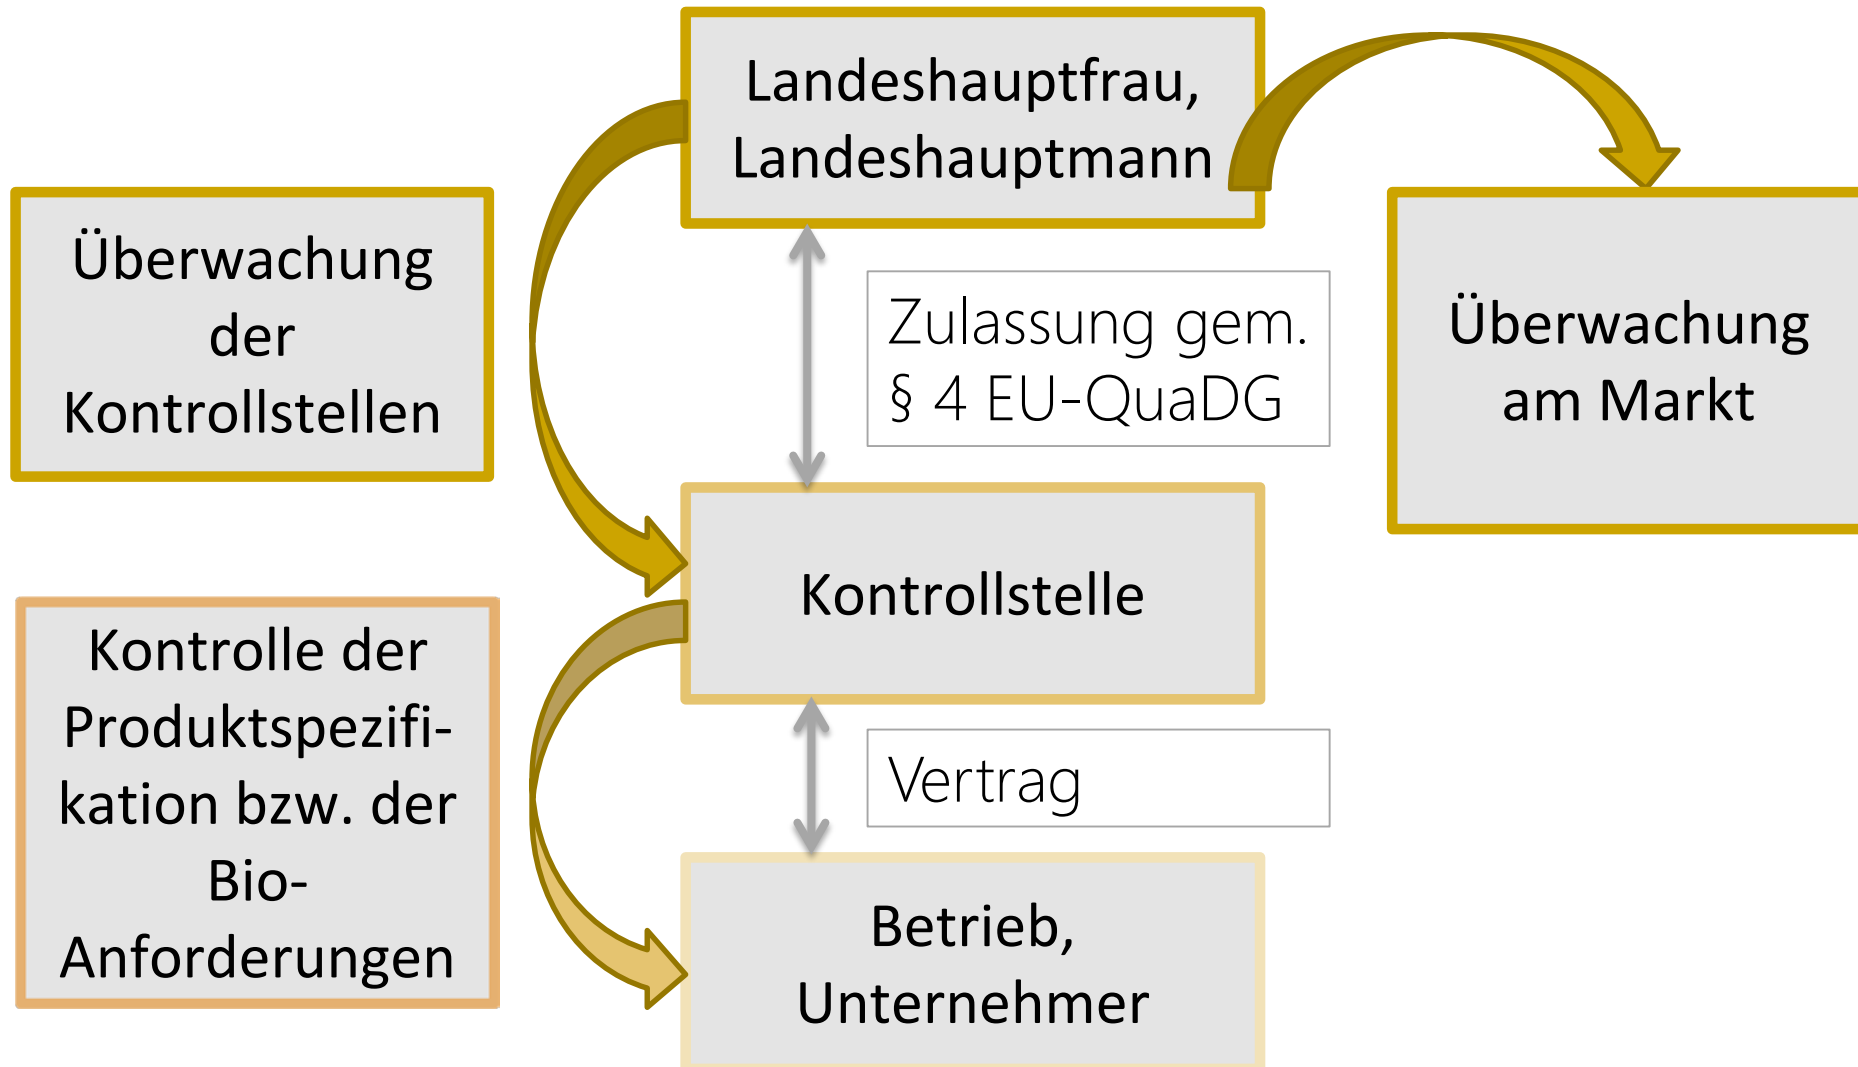 Landeshauptfrau,
Landeshauptmann
Überwachung
der
Kontrollstellen
Zulassung gem.
§ 4 EU-QuaDG
Überwachung
am Markt
Kontrollstelle
Kontrolle der
Produktspezifi-
kation bzw. der
Bio-
Anforderungen
Vertrag
Betrieb,
Unternehmer